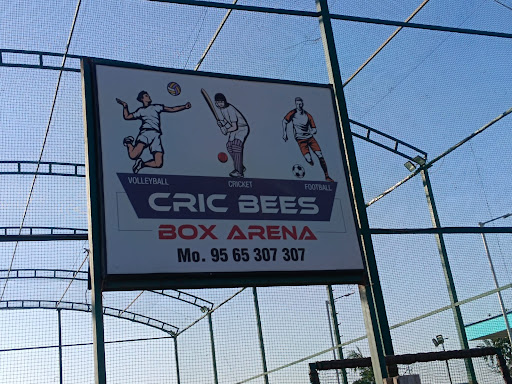 VOLLEYBALL CRICKET FOOTBALL
CRIC BEES
BOX ARENA
Mo. 95 65 307 307